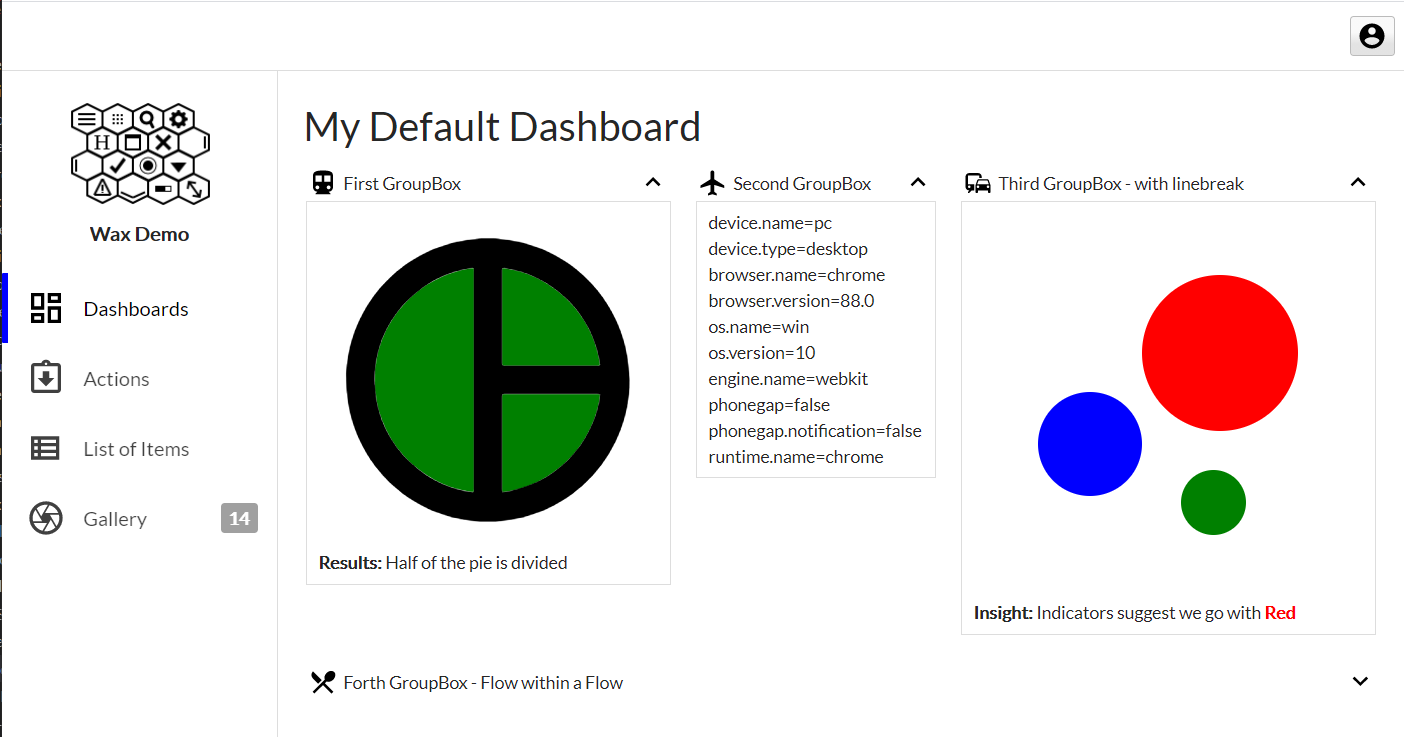 My Default Dashboard
H
Wax Demo
Dashboards
Actions
List of Items
Gallery 14
First GroupBox
Results: Half of the pie is divided
Second GroupBox
device.name=pc
device.type=desktop
browser.name=chrome
browser.version=88.0
os.name=win
os.version=10
engine.name=webkit
phonegap=false
phonegap.notification=false
runtime.name=chrome
Third GroupBox - with linebreak
Insight: Indicators suggest we go with Red
Forth GroupBox - Flow within a Flow